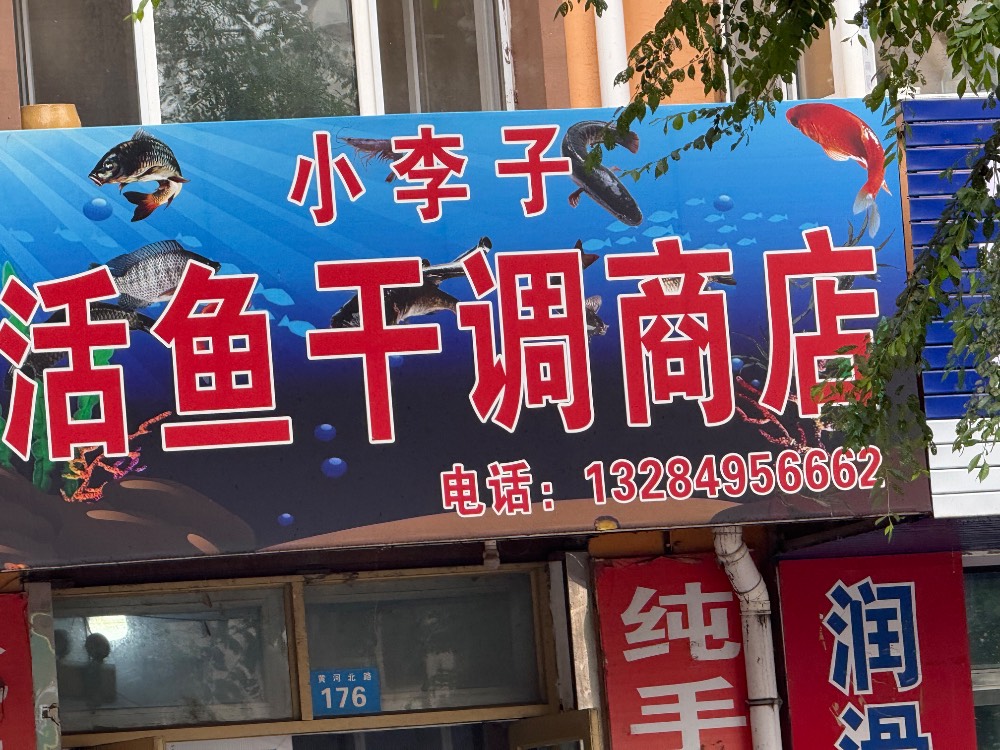 小李子
活鱼干调商店
电话：13284956662
黄河北路
176
纯手
润滑